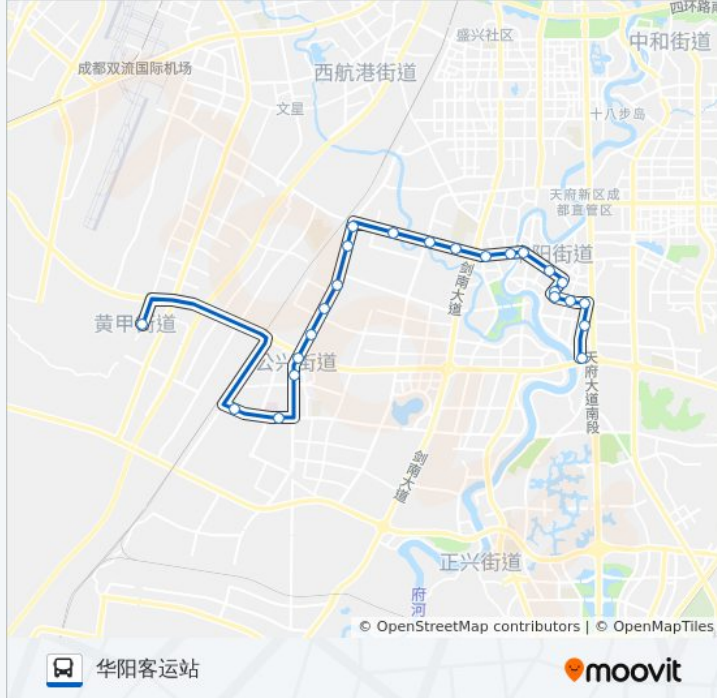 四环路南
中和街道
盛兴社区
成都双流国际机场
西航港街道
文星
十八步岛
天府新区成
都直管区
阳街道
剑南大道
黄甲街道
公兴街道
天府大道南段
剑南大道
正兴街道
府河
© OpenStreetMap contributors | © OpenMapTiles
华阳客运站
moovit